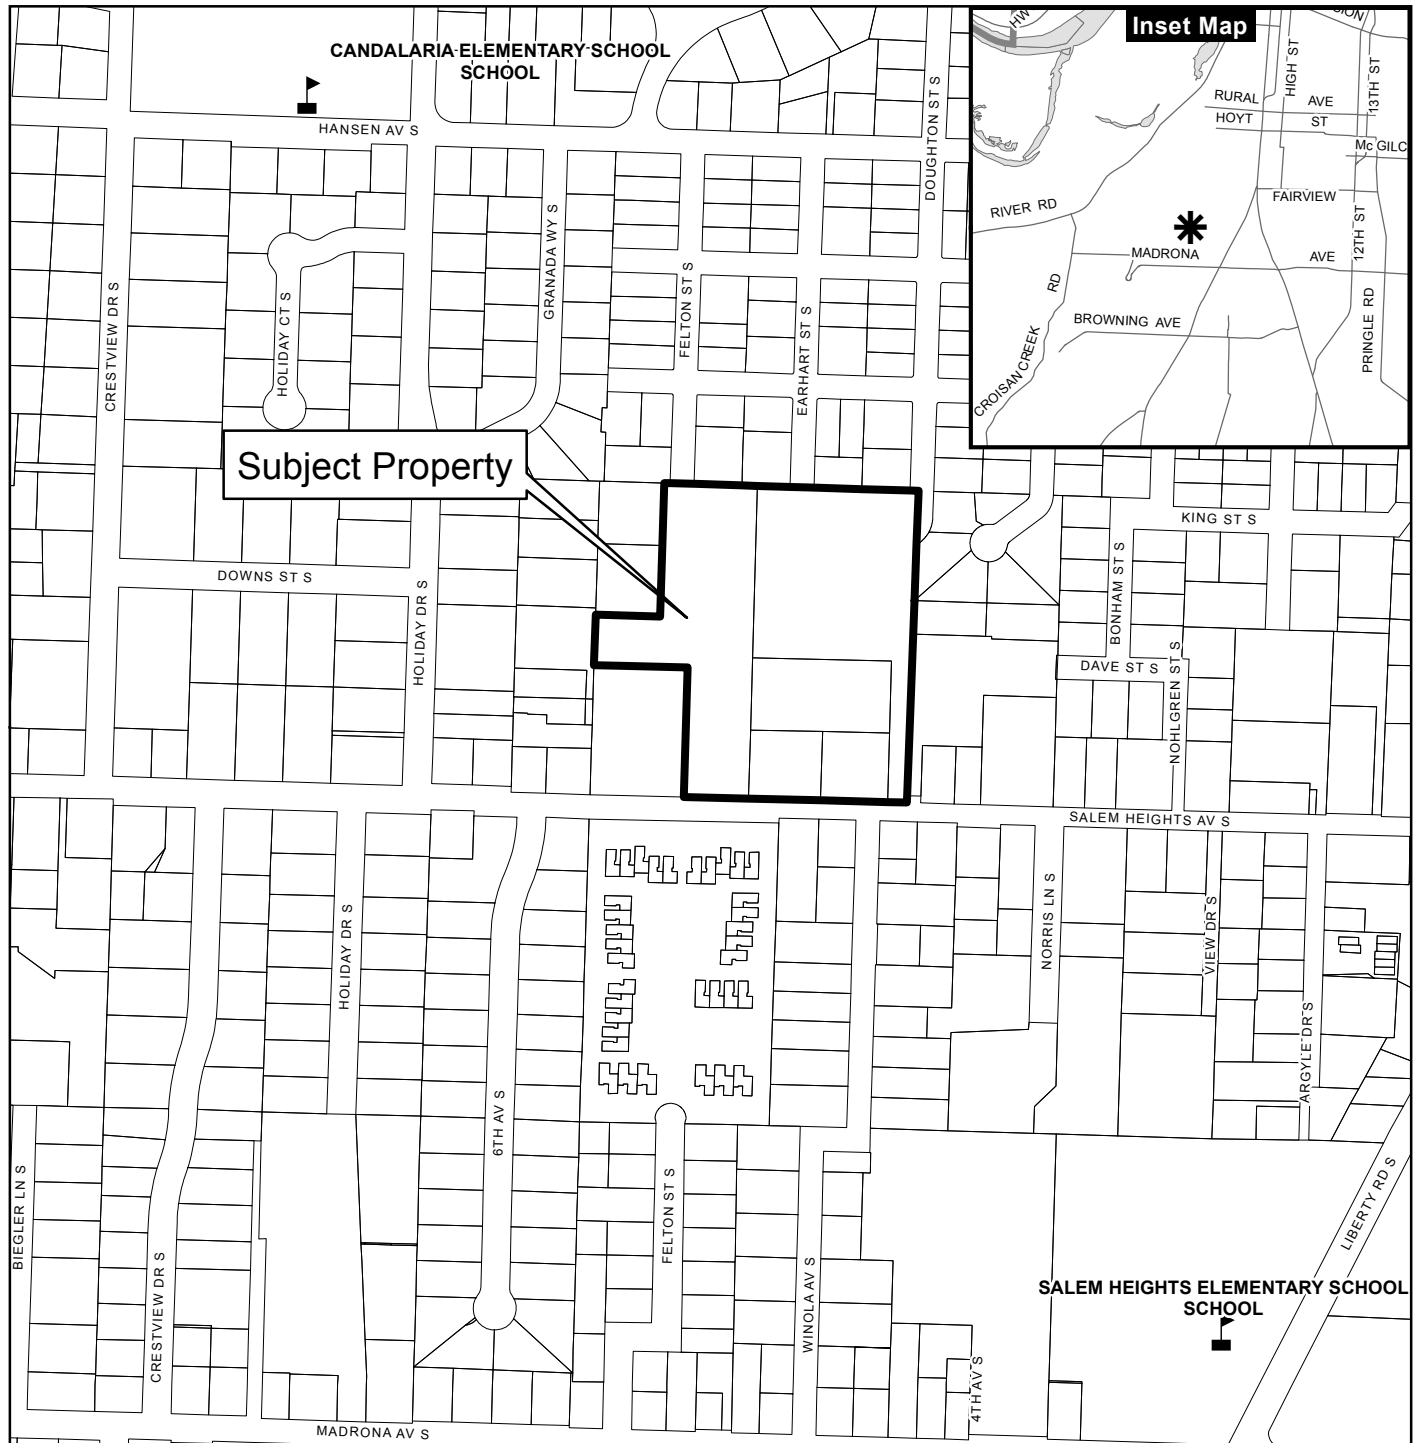 CANDALARIA ELEMENTARY SCHOOL
SCHOOL
HANSEN AV S
DOUGHTON ST S
GRANADA WY S
CRESTVIEW DR S
HOLIDAY CT S
FELTON ST S
EARHART ST S
Inset Map
HW
SION
HIGH ST
13TH ST
RURAL AVE
HOYT ST
Mc GILC
RIVER RD
FAIRVIEW
12TH ST
MADRONA AVE
RD
CROISAN CREEK
BROWNING AVE
PRINGLE RD
Subject Property
KING ST S
DOWNS ST S
HOLIDAY DR S
BONHAM ST S
DAVE ST S
NOHLGREN ST S
SALEM HEIGHTS AV S
HOLIDAY DR S
NORRIS LN S
VIEW DR S
ARGYLE DR S
6TH AV S
BIEGLER LN S
CRESTVIEW DR S
FELTON ST S
WINOLA AV S
LIBERTY RD S
SALEM HEIGHTS ELEMENTARY SCHOOL
SCHOOL
4TH AV S
MADRONA AV S